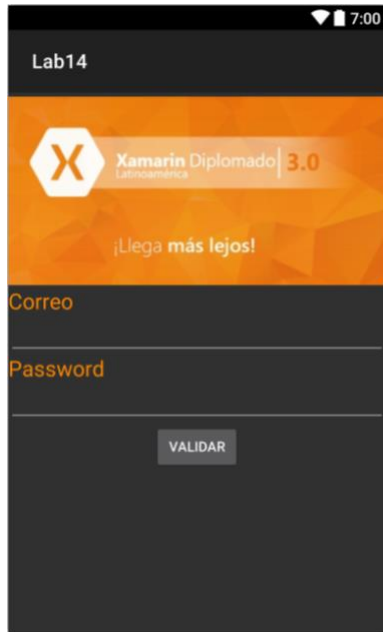 7:00
Lab14
X
Xamarin Diplomado 3.0
Latinoamérica
¡Llega más lejos!
Correo
Password
VALIDAR